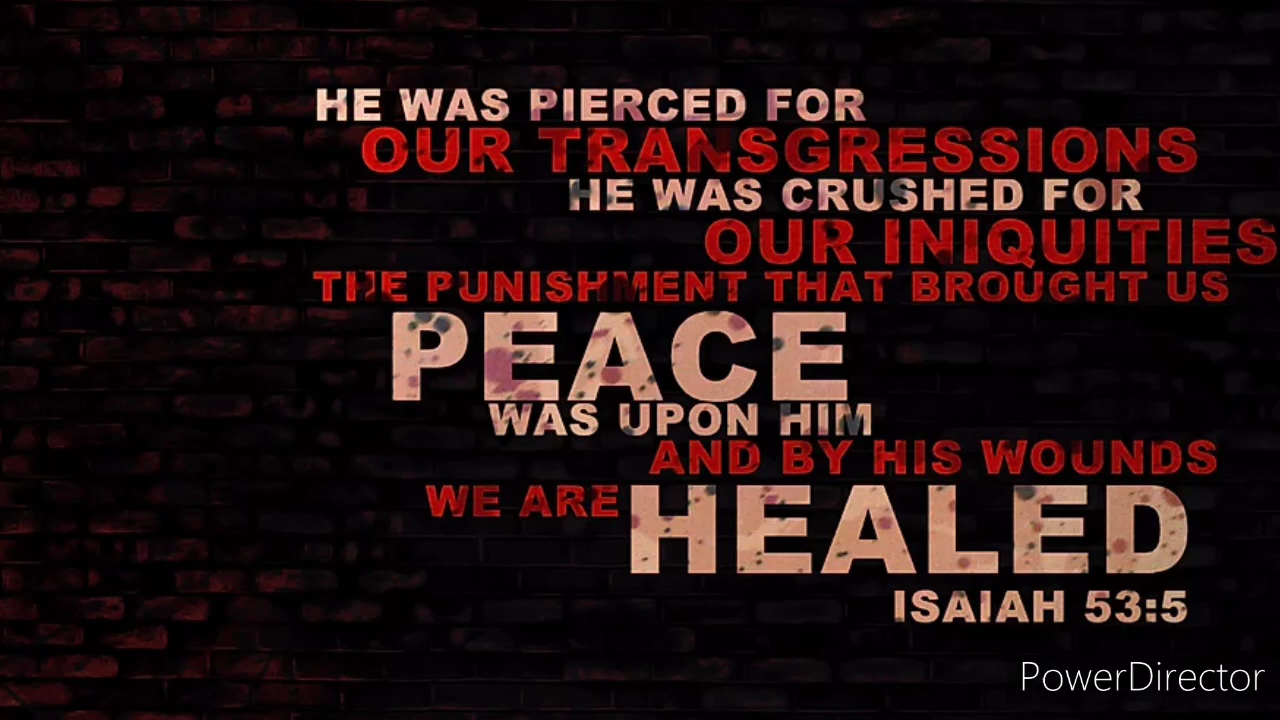 HE WAS PIERCED FOR
OUR TRANSGRESSIONS
HE WAS CRUSHED FOR
OUR INIQUITIES
THE PUNISHMENT THAT BROUGHT US
PEACE
WAS UPON HIM
AND BY HIS WOUNDS
WE ARE HEALED
ISAIAH 53:5
PowerDirector